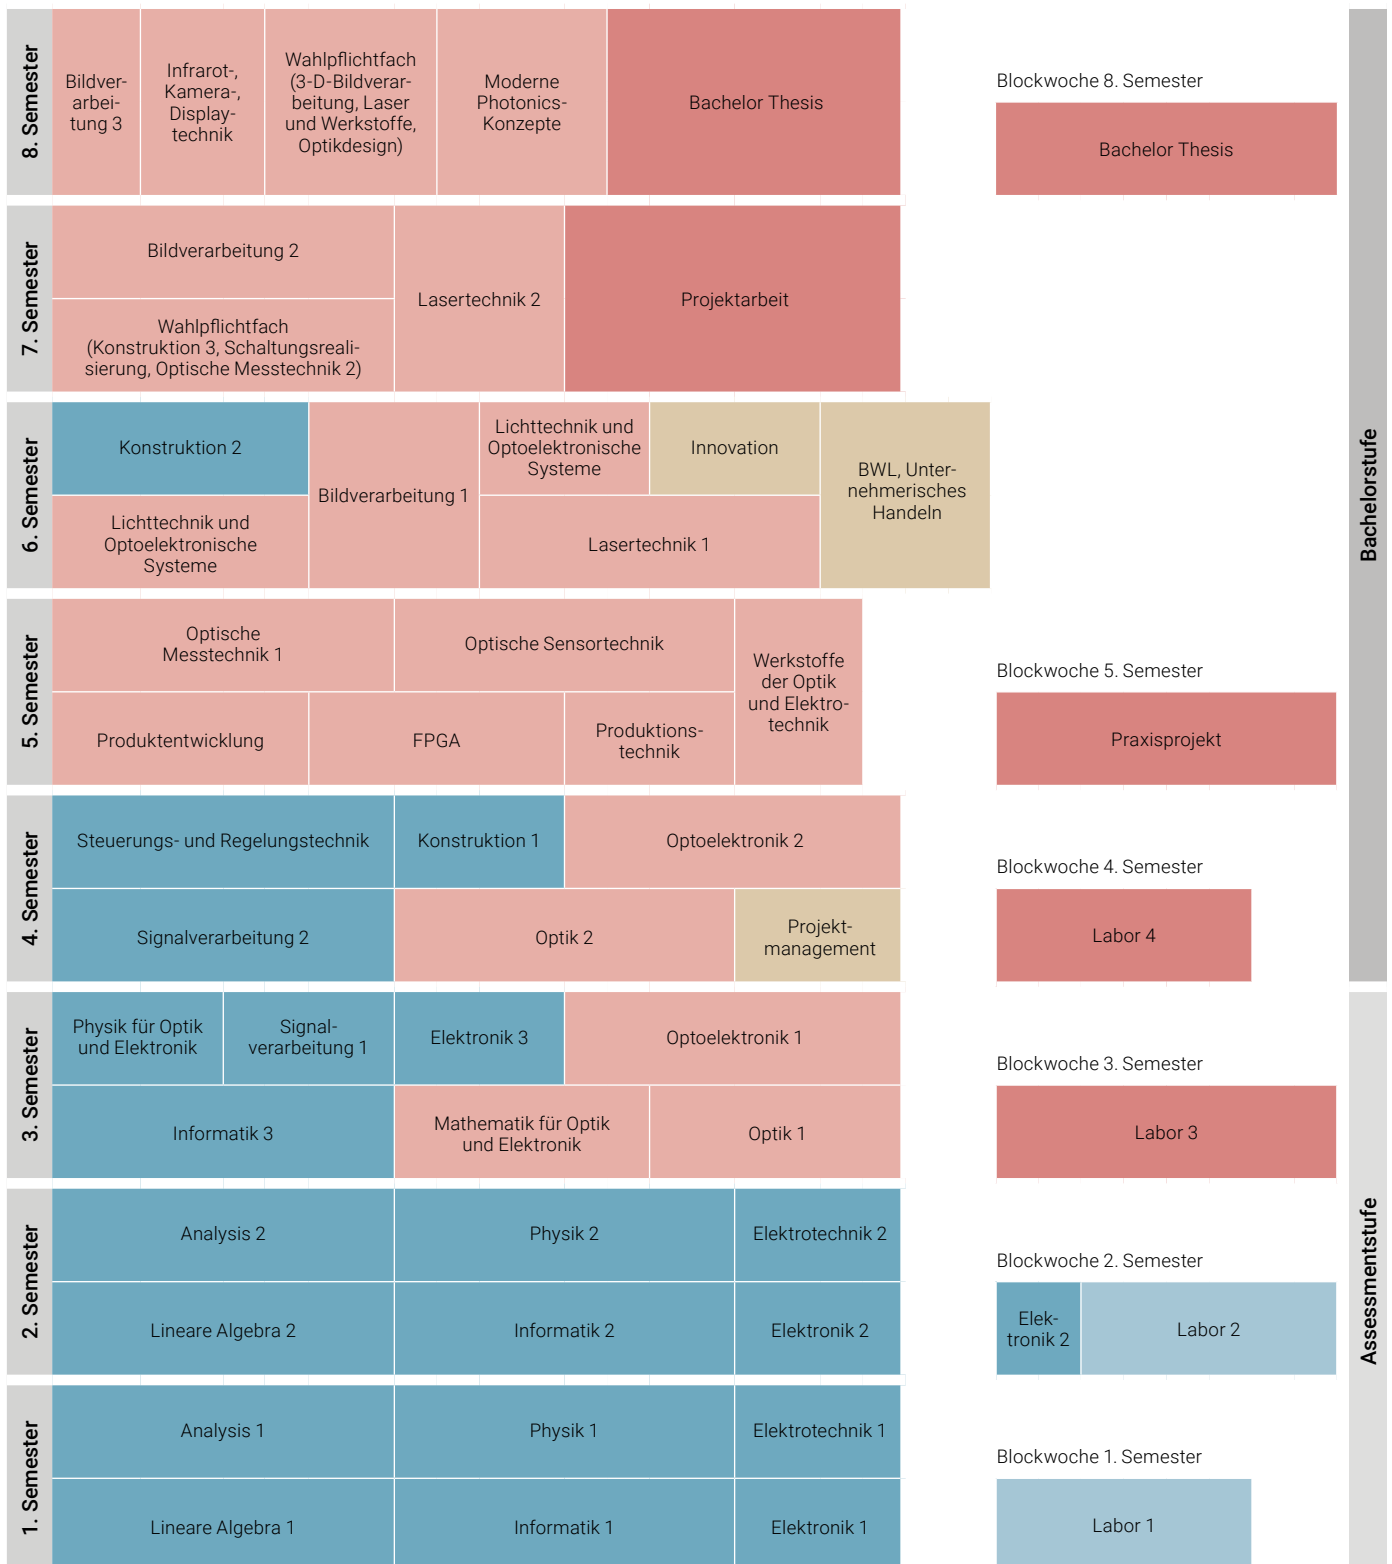 8. Semester
Bildver-
arbei-
tung 3
Infrarot-,
Kamera-,
Display-
technik
Wahlpflichtfach
(3-D-Bildverar-
beitung, Laser
und Werkstoffe,
Optikdesign)
Moderne
Photonics-
Konzepte
Bachelor Thesis
Blockwoche 8. Semester
Bachelor Thesis
7. Semester
Bildverarbeitung 2
Wahlpflichtfach
(Konstruktion 3, Schaltungsreali-
sierung, Optische Messtechnik 2)
Lasertechnik 2
Projektarbeit
6. Semester
Konstruktion 2
Lichttechnik und
Optoelektronische
Systeme
Bildverarbeitung 1
Lichttechnik und
Optoelektronische
Systeme
Innovation
Lasertechnik 1
BWL, Unter-
nehmerisches
Handeln
Bachelorstufe
5. Semester
Optische
Messtechnik 1
Optische Sensortechnik
Produktentwicklung
FPGA
Produktions-
technik
Werkstoffe
der Optik
und Elektro-
technik
Blockwoche 5. Semester
Praxisprojekt
4. Semester
Steuerungs- und Regelungstechnik
Konstruktion 1
Optoelektronik 2
Signalverarbeitung 2
Optik 2
Projekt-
management
Blockwoche 4. Semester
Labor 4
3. Semester
Physik für Optik
und Elektronik
Signal-
verarbeitung 1
Elektronik 3
Optoelektronik 1
Informatik 3
Mathematik für Optik
und Elektronik
Optik 1
Blockwoche 3. Semester
Labor 3
Assessmentstufe
2. Semester
Analysis 2
Physik 2
Elektrotechnik 2
Lineare Algebra 2
Informatik 2
Elektronik 2
Blockwoche 2. Semester
Elek-
tronik 2
Labor 2
1. Semester
Analysis 1
Physik 1
Elektrotechnik 1
Lineare Algebra 1
Informatik 1
Elektronik 1
Blockwoche 1. Semester
Labor 1